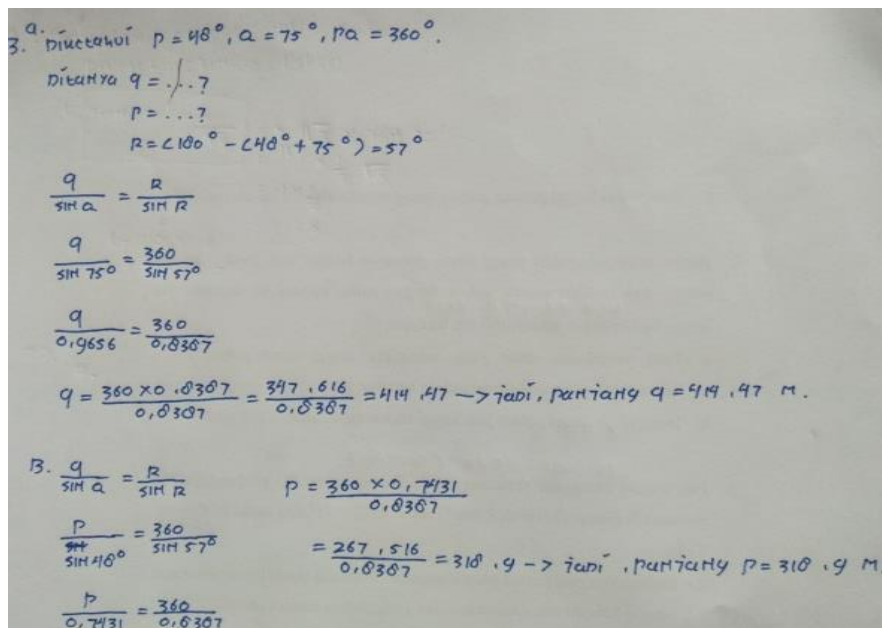 3. a. Diketahui P = 48°, Q = 75°, PQ = 360°.
Ditanya q = ...?
P = ...?
R = (180° - (48° + 75°) = 57°
q / sin Q = R / sin R
q / sin 75° = 360 / sin 57°
q / 0,9656 = 360 / 0,8387
q = 360 x 0.8387 / 0,8387 = 347.616 / 0.8387 = 414.47 -> jadi, panjang q = 414.47 m.
B. q / sin Q = R / sin R
P / sin 48° = 360 / sin 57°
P / 0,7431 = 360 / 0,8387
P = 360 x 0,7431 / 0,8387
= 267,516 / 0,8387 = 318.9 -> jadi, panjang P = 318.9 m